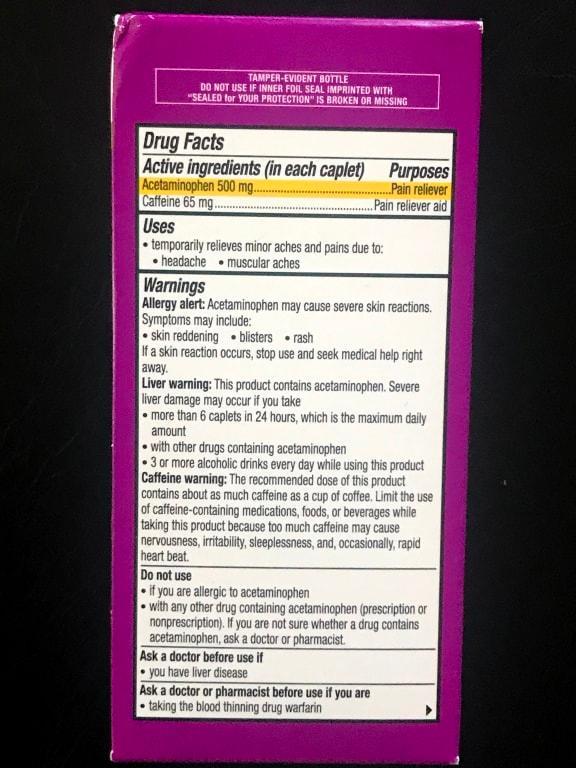 TAMPER-EVIDENT BOTTLE
DO NOT USE IF INNER FOIL SEAL IMPRINTED WITH
"SEALED for YOUR PROTECTION" IS BROKEN OR MISSING
Drug Facts
Active ingredients (in each caplet) Purposes
Acetaminophen 500 mg................................................Pain reliever
Caffeine 65 mg......................................................Pain reliever aid
Uses
• temporarily relieves minor aches and pains due to:
• headache • muscular aches
Warnings
Allergy alert: Acetaminophen may cause severe skin reactions.
Symptoms may include:
• skin reddening • blisters • rash
If a skin reaction occurs, stop use and seek medical help right
away.
Liver warning: This product contains acetaminophen. Severe
liver damage may occur if you take
• more than 6 caplets in 24 hours, which is the maximum daily
amount
• with other drugs containing acetaminophen
• 3 or more alcoholic drinks every day while using this product
Caffeine warning: The recommended dose of this product
contains about as much caffeine as a cup of coffee. Limit the use
of caffeine-containing medications, foods, or beverages while
taking this product because too much caffeine may cause
nervousness, irritability, sleeplessness, and, occasionally, rapid
heart beat.
Do not use
• if you are allergic to acetaminophen
• with any other drug containing acetaminophen (prescription or
nonprescription). If you are not sure whether a drug contains
acetaminophen, ask a doctor or pharmacist.
Ask a doctor before use if
• you have liver disease
Ask a doctor or pharmacist before use if you are
• taking the blood thinning drug warfarin